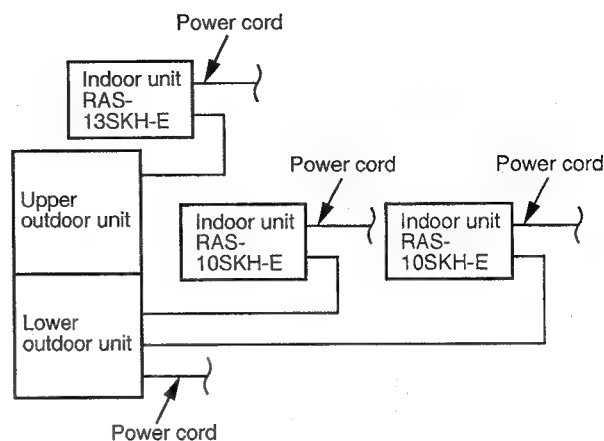 Power cord
Indoor unit
RAS-
13SKH-E
Power cord
Power cord
Upper
outdoor unit
Indoor unit
RAS-
10SKH-E
Indoor unit
RAS-
10SKH-E
Lower
outdoor unit
Power cord